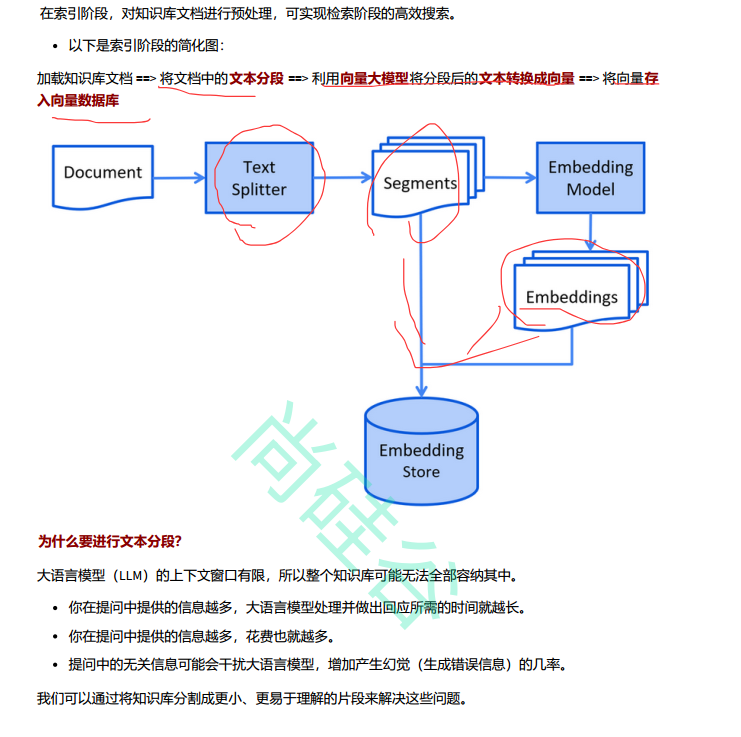 在索引阶段，对知识库文档进行预处理，可实现检索阶段的高效搜索。
• 以下是索引阶段的简化图：
加载知识库文档 ==> 将文档中的文本分段 ==> 利用向量大模型将分段后的文本转换成向量 ==> 将向量存
入向量数据库
Document
Text
Splitter
Segments
Embedding
Model
Embeddings
Embedding
Store
尚硅谷
为什么要进行文本分段？
大语言模型（LLM）的上下文窗口有限，所以整个知识库可能无法全部容纳其中。
• 你在提问中提供的信息越多，大语言模型处理并做出回应所需的时间就越长。
• 你在提问中提供的信息越多，花费也就越多。
• 提问中的无关信息可能会干扰大语言模型，增加产生幻觉（生成错误信息）的几率。
我们可以通过将知识库分割成更小、更易于理解的片段来解决这些问题。